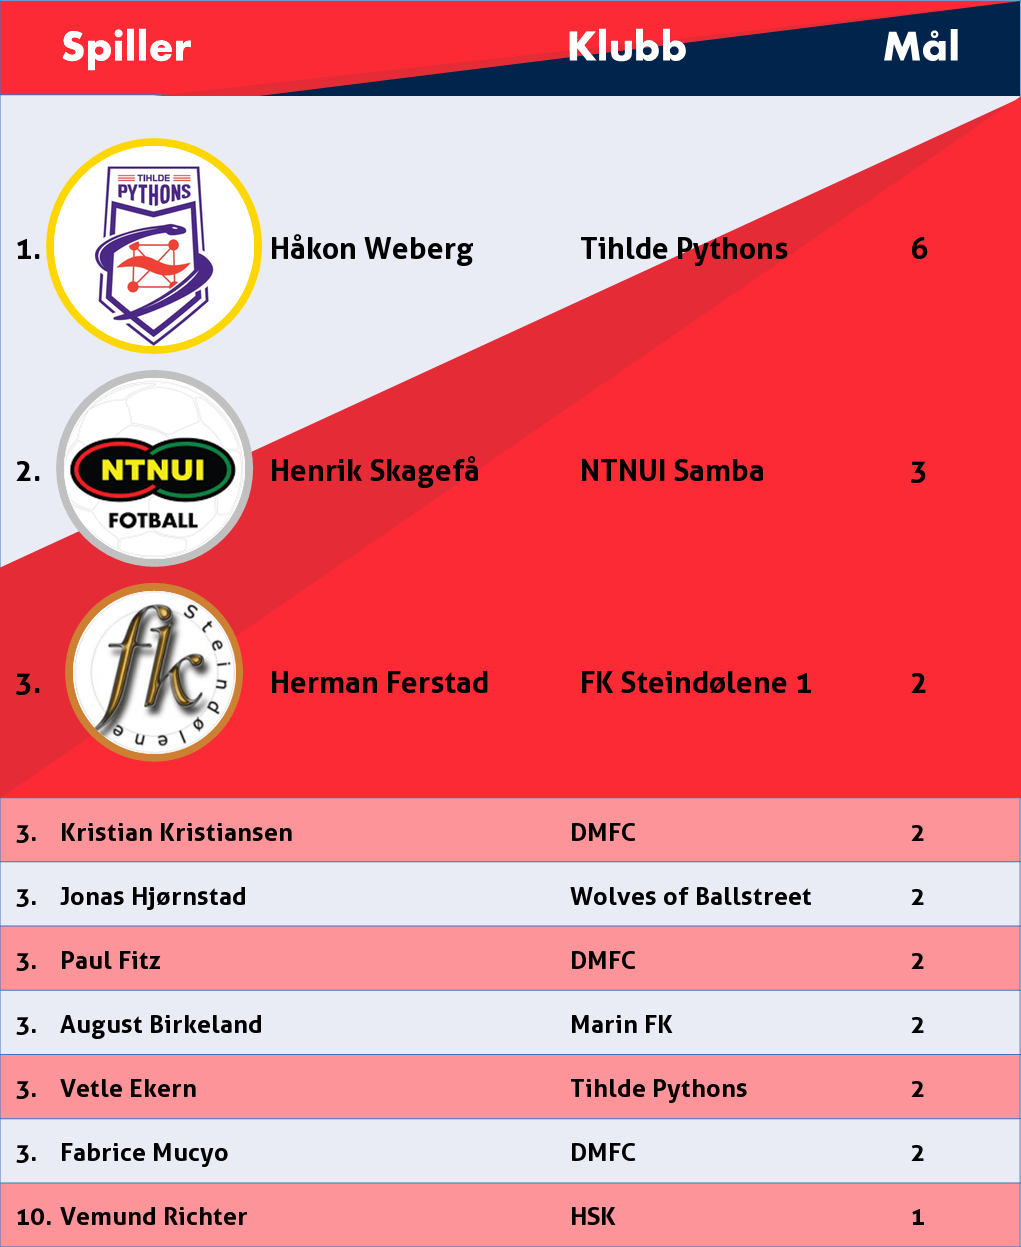 Spiller Klubb Mål
TIHLDE
PYTHONS
1. Håkon Weberg Tihlde Pythons 6
NTNUI
FOTBALL
2. Henrik Skagefå NTNUI Samba 3
fk Steindølene
3. Herman Ferstad FK Steindølene 1 2
3. Kristian Kristiansen DMFC 2
3. Jonas Hjørnstad Wolves of Ballstreet 2
3. Paul Fitz DMFC 2
3. August Birkeland Marin FK 2
3. Vetle Ekern Tihlde Pythons 2
3. Fabrice Mucyo DMFC 2
10. Vemund Richter HSK 1